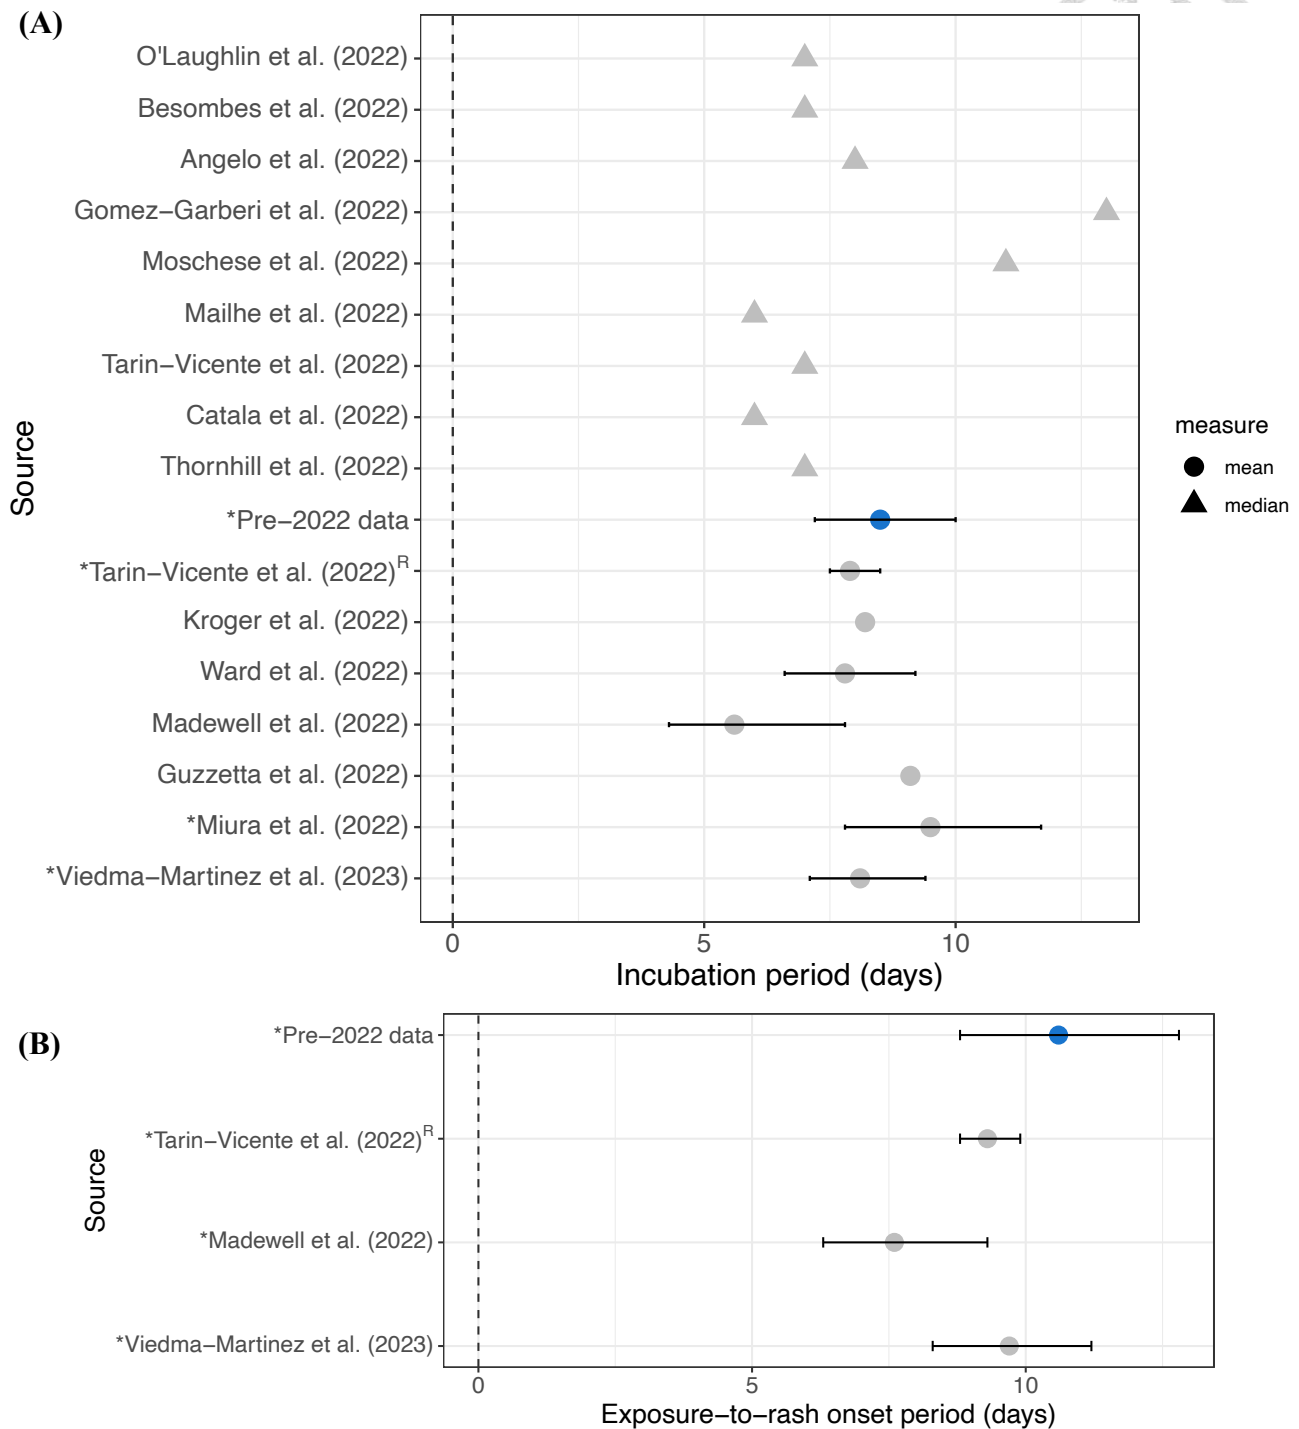 (A)
O'Laughlin et al. (2022)
Besombes et al. (2022)
Angelo et al. (2022)
Gomez−Garberi et al. (2022)
Moschese et al. (2022)
Mailhe et al. (2022)
Tarin−Vicente et al. (2022)
Catala et al. (2022)
Thornhill et al. (2022)
*Pre−2022 data
*Tarin−Vicente et al. (2022)R
Kroger et al. (2022)
Ward et al. (2022)
Madewell et al. (2022)
Guzzetta et al. (2022)
*Miura et al. (2022)
*Viedma−Martinez et al. (2023)
Source
0 5 10
Incubation period (days)
measure
mean
median
(B)
*Pre−2022 data
*Tarin−Vicente et al. (2022)R
*Madewell et al. (2022)
*Viedma−Martinez et al. (2023)
Source
0 5 10
Exposure−to−rash onset period (days)